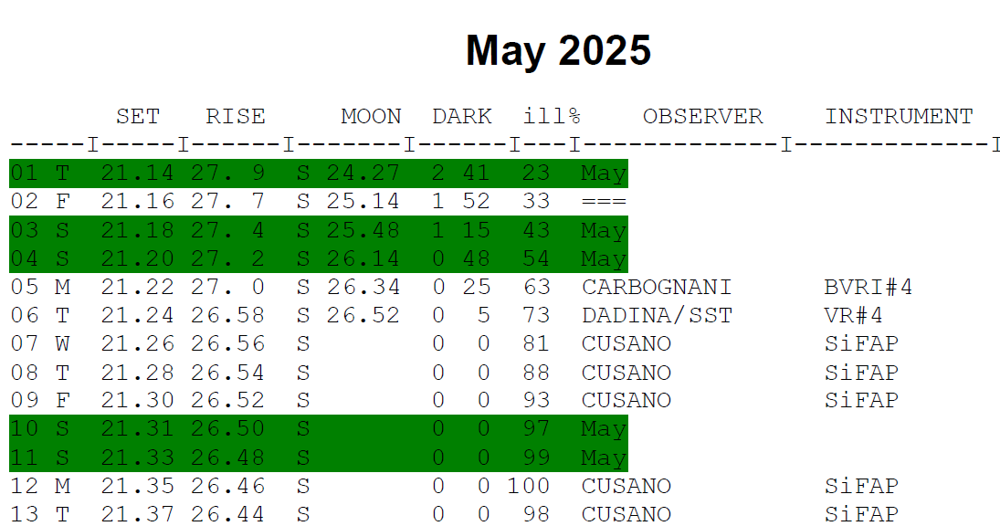 May 2025
SET RISE MOON DARK ill% OBSERVER INSTRUMENT
-----I-----I------I-------I------I---I-------------I-------------I
01 T 21.14 27. 9 S 24.27 2 41 23 May
02 F 21.16 27. 7 S 25.14 1 52 33 ===
03 S 21.18 27. 4 S 25.48 1 15 43 May
04 S 21.20 27. 2 S 26.14 0 48 54 May
05 M 21.22 27. 0 S 26.34 0 25 63 CARBOGNANI BVRI#4
06 T 21.24 26.58 S 26.52 0 5 73 DADINA/SST VR#4
07 W 21.26 26.56 S 0 0 81 CUSANO SiFAP
08 T 21.28 26.54 S 0 0 88 CUSANO SiFAP
09 F 21.30 26.52 S 0 0 93 CUSANO SiFAP
10 S 21.31 26.50 S 0 0 97 May
11 S 21.33 26.48 S 0 0 99 May
12 M 21.35 26.46 S 0 0 100 CUSANO SiFAP
13 T 21.37 26.44 S 0 0 98 CUSANO SiFAP